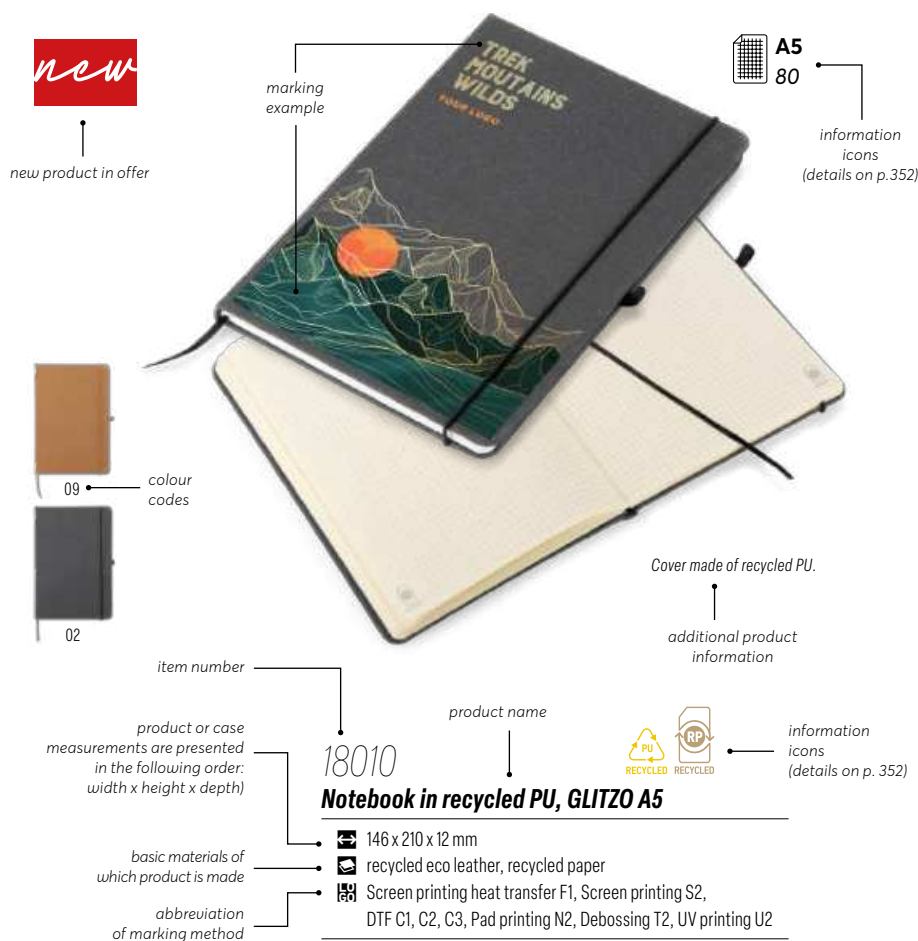 new
new product in offer
marking
example
TREK
MOUTAINS
WILDS
YOUR LOGO
A5
80
information
icons
(details on p.352)
09
colour
codes
02
Cover made of recycled PU.
additional product
information
item number
18010
product name
product or case
measurements are presented
in the following order:
width x height x depth)
PU
RECYCLED
RP
RECYCLED
information
icons
(details on p. 352)
Notebook in recycled PU, GLITZO A5
146 x 210 x 12 mm
basic materials of
which product is made
recycled eco leather, recycled paper
LO
GO
Screen printing heat transfer F1, Screen printing S2,
DTF C1, C2, C3, Pad printing N2, Debossing T2, UV printing U2
abbreviation
of marking method